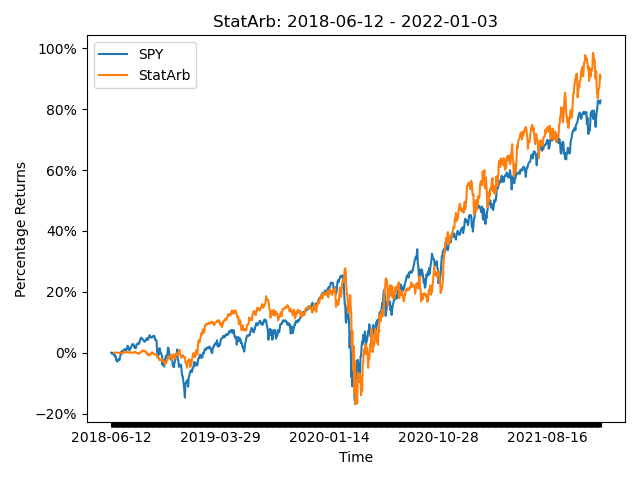 StatArb: 2018-06-12 - 2022-01-03
SPY
StatArb
100%
80%
60%
40%
20%
0%
−20%
Percentage Returns
2018-06-12 2019-03-29 2020-01-14 2020-10-28 2021-08-16
Time